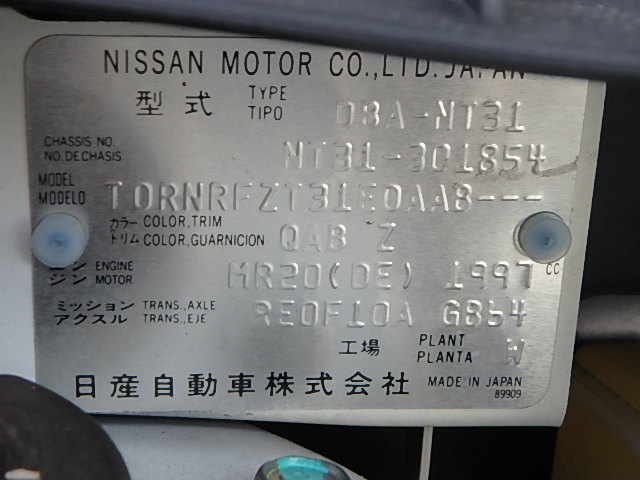 NISSAN MOTOR CO.,LTD. JAPAN
型式 TYPE TIPO DBA-NT31
CHASSIS NO. NO. DE CHASIS NT31-301854
MODEL MODELO TDRNRFZT31EDAAB---
カラー トリム COLOR, TRIM COLOR, GUARNICION QAB Z
エンジン ENGINE MOTOR MR20(DE) 1997 CC
ミッション アクスル TRANS., AXLE TRANS., EJE RE0F10A G864
工場 PLANT PLANTA W
日産自動車株式会社 MADE IN JAPAN
89909